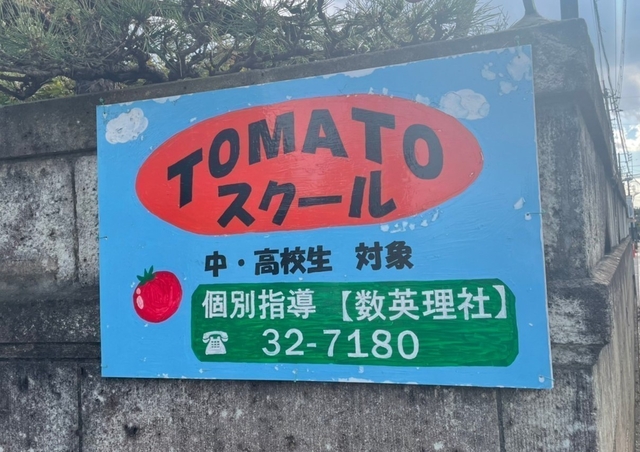 TOMATO
スクール
中・高校生 対象
個別指導【数英理社】
☎ 32-7180